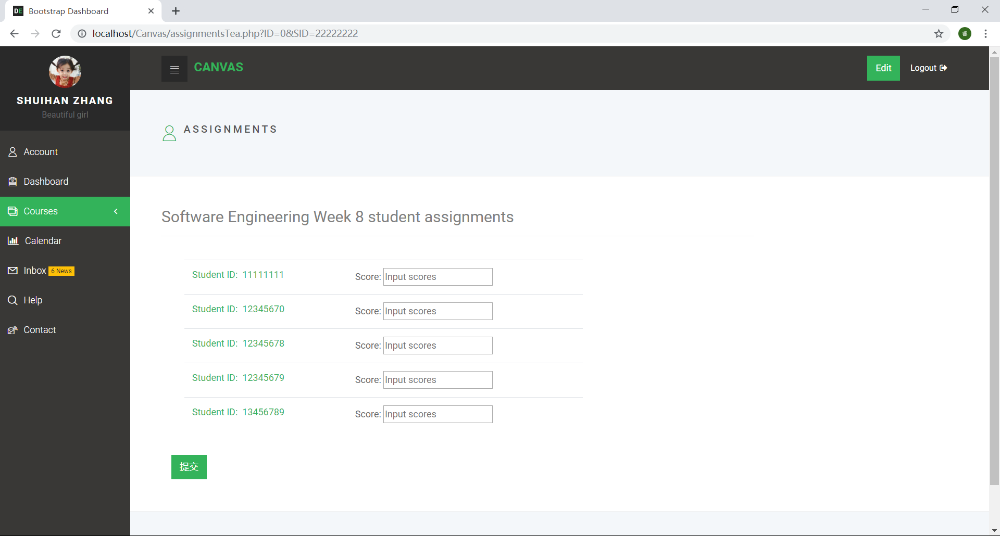 DE Bootstrap Dashboard
localhost/Canvas/assignmentsTea.php?ID=0&SID=22222222
睿
SHUIHAN ZHANG
Beautiful girl
Account
Dashboard
Courses
Calendar
Inbox 6 News
Help
Contact
CANVAS
Edit
Logout
ASSIGNMENTS
Software Engineering Week 8 student assignments
Student ID: 11111111 Score: Input scores
Student ID: 12345670 Score: Input scores
Student ID: 12345678 Score: Input scores
Student ID: 12345679 Score: Input scores
Student ID: 13456789 Score: Input scores
提交